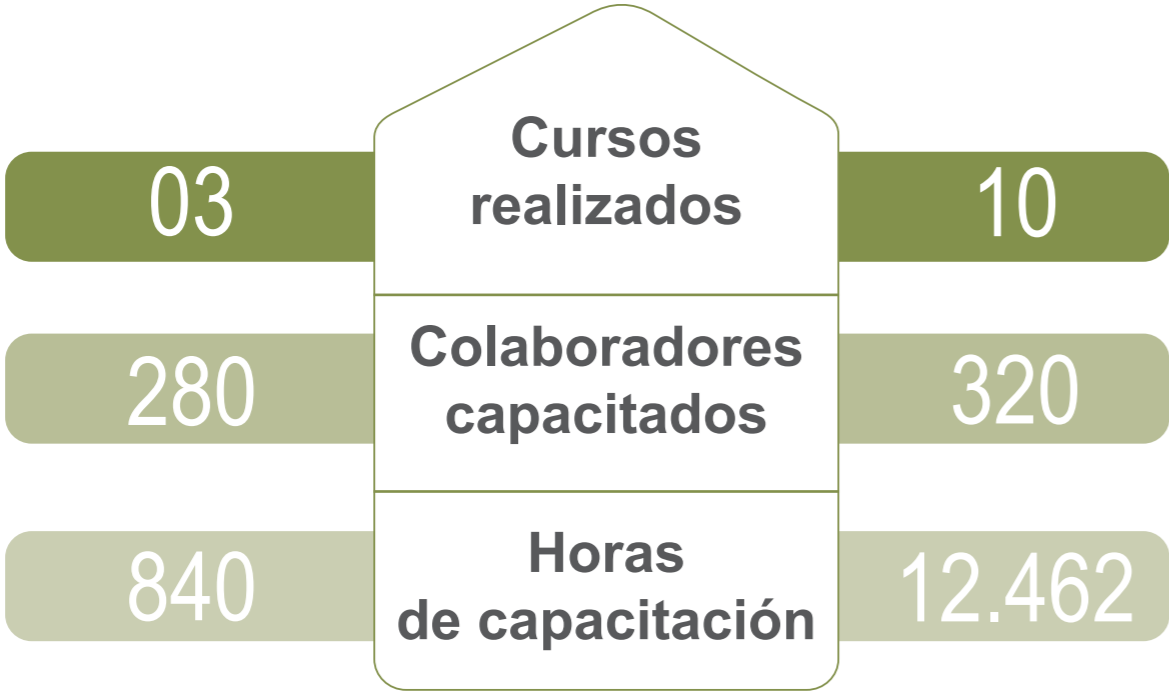 Cursos
realizados
03
10
Colaboradores
capacitados
280
320
Horas
de capacitación
840
12.462